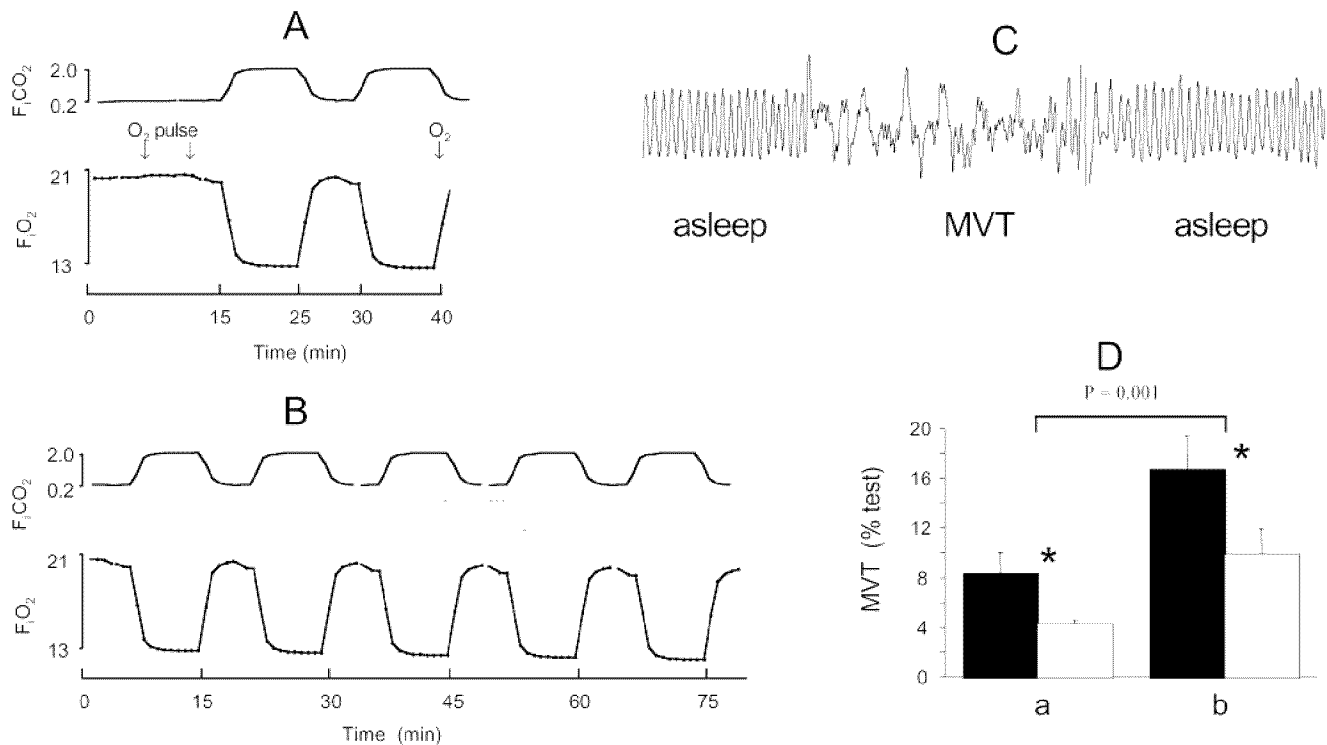 A
FiCO2
2.0
0.2
O2 pulse
O2
FiO2
21
13
0 15 25 30 40
Time (min)
B
FiCO2
2.0
0.2
FiO2
21
13
0 15 30 45 60 75
Time (min)
C
asleep MVT asleep
D
P = 0.001
MVT (% test)
20
16
12
8
4
0
*
*
a b